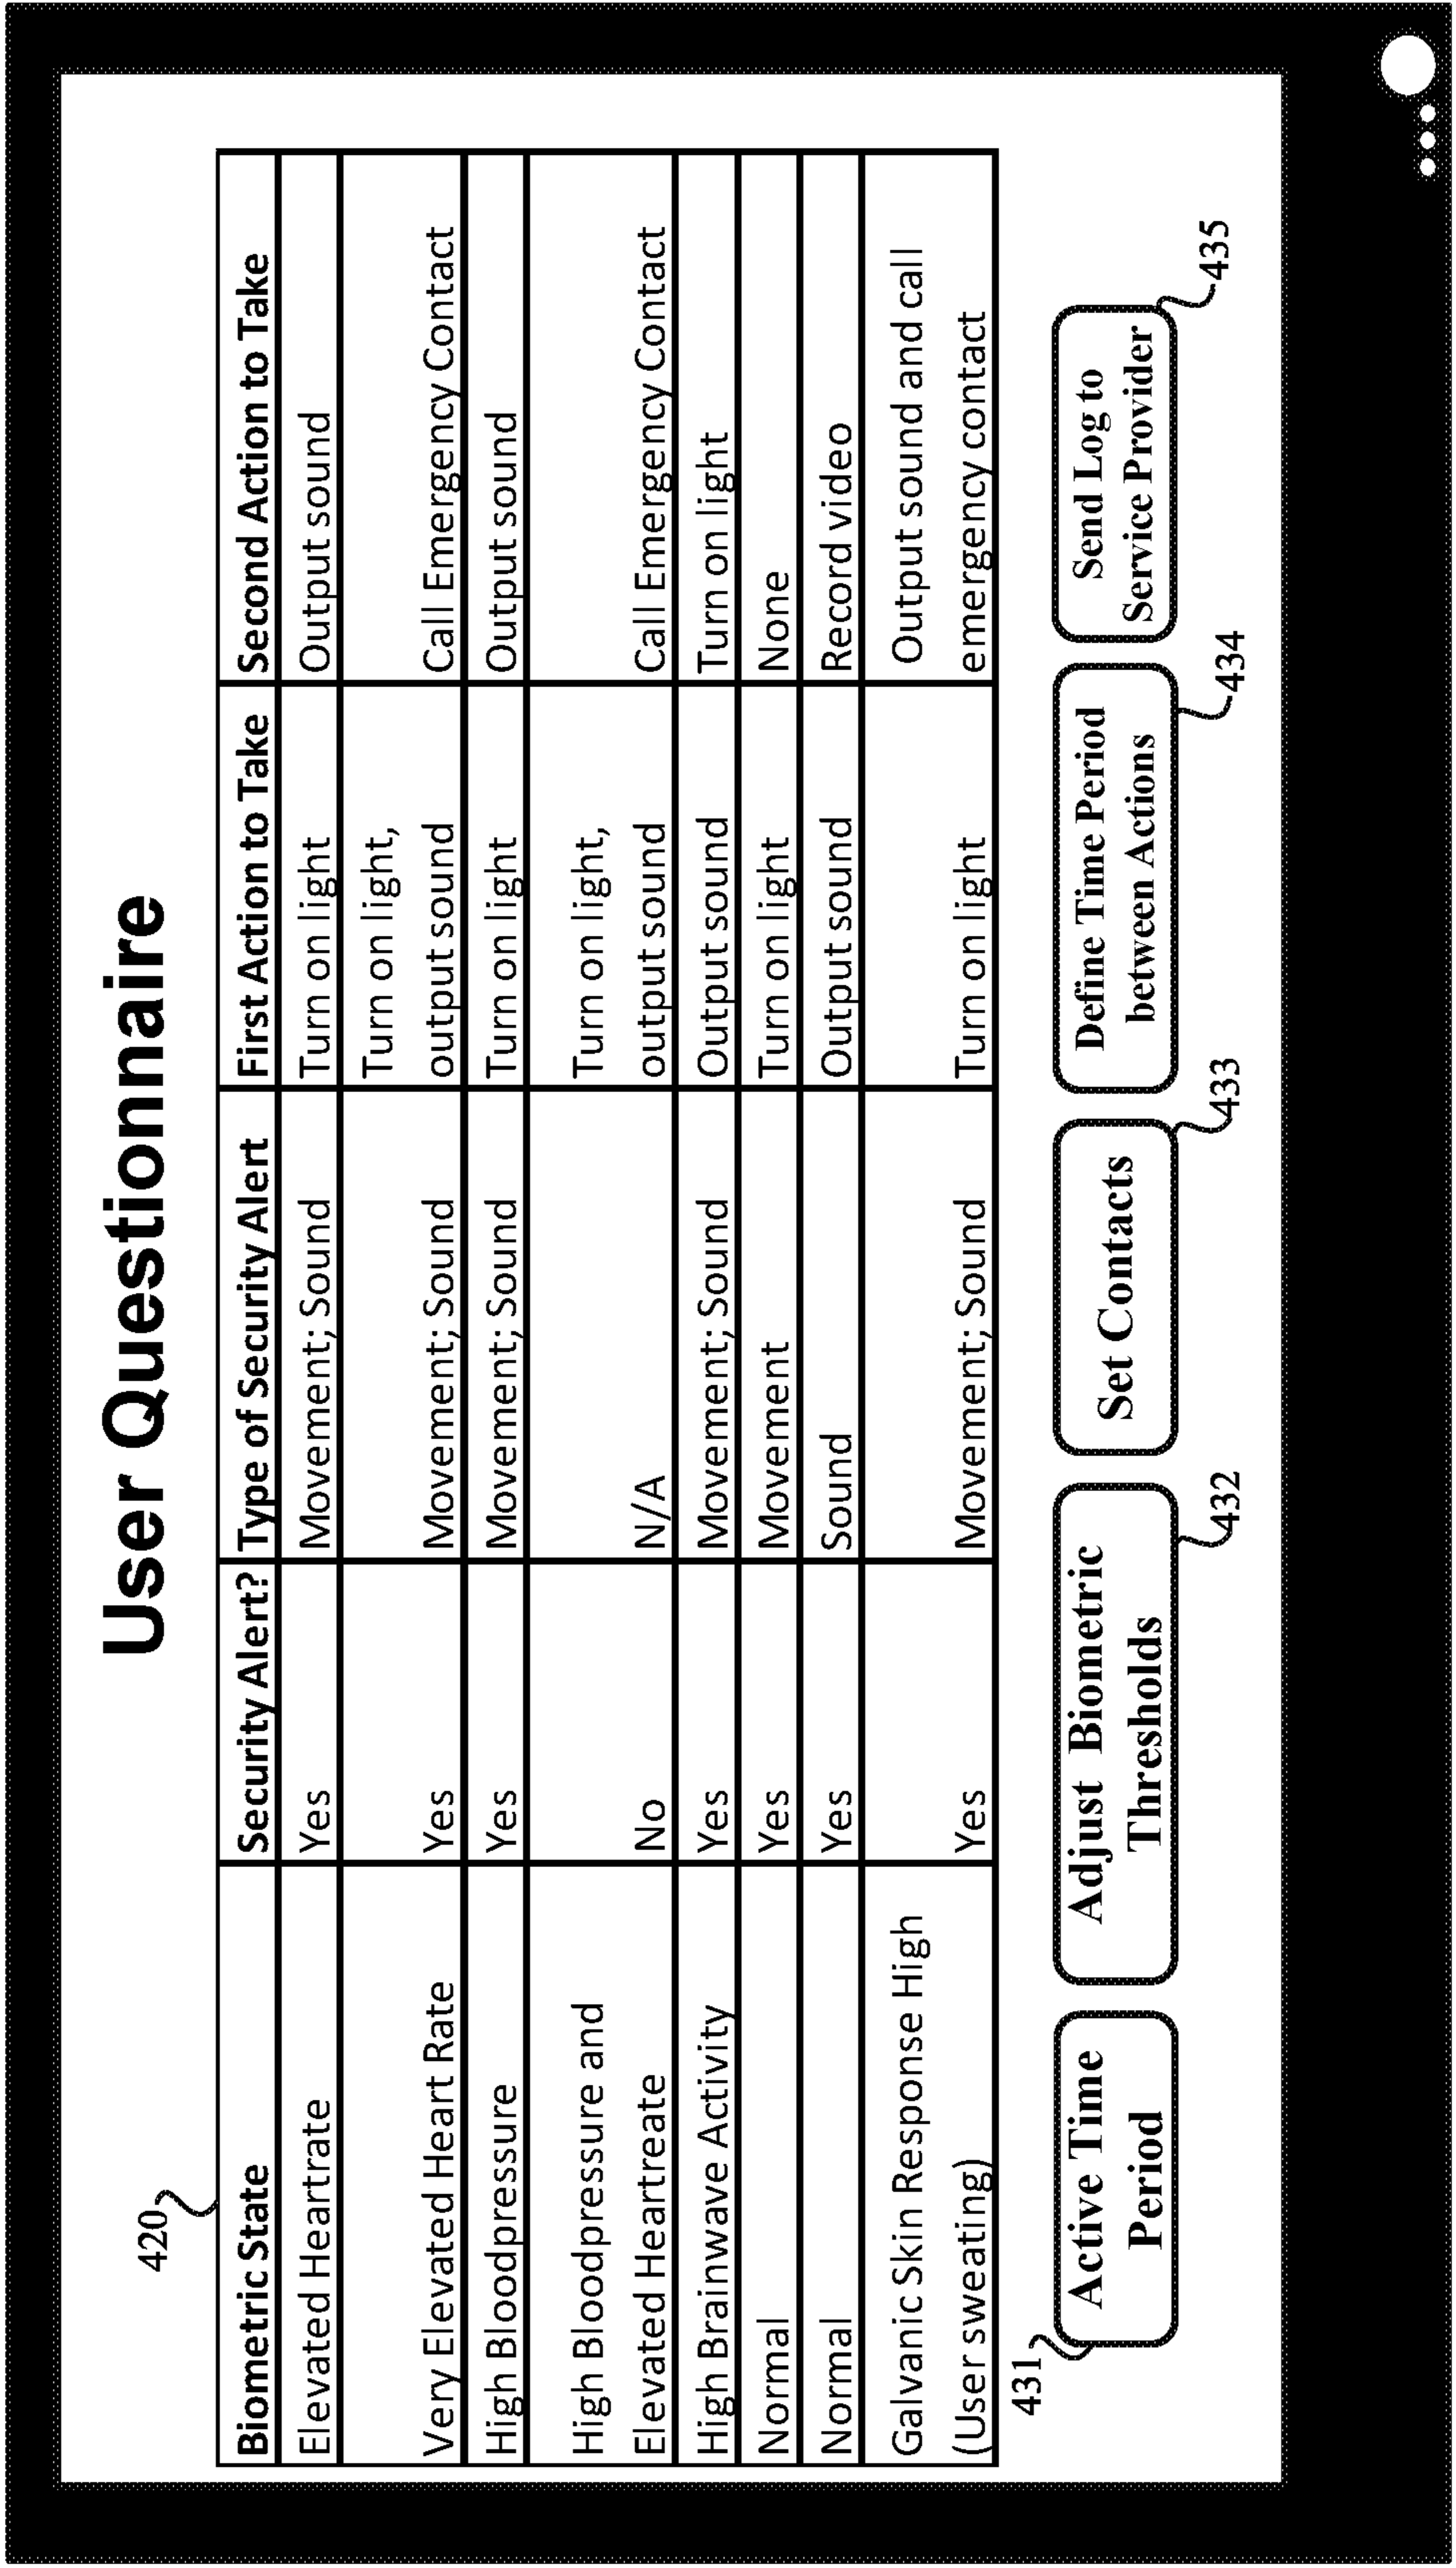 User Questionnaire
420
Biometric State Security Alert? Type of Security Alert First Action to Take Second Action to Take
Elevated Heartrate Yes Movement; Sound Turn on light Output sound
Turn on light,
Very Elevated Heart Rate Yes Movement; Sound output sound Call Emergency Contact
High Bloodpressure Yes Movement; Sound Turn on light Output sound
High Bloodpressure and Turn on light,
Elevated Heartreate No N/A output sound Call Emergency Contact
High Brainwave Activity Yes Movement; Sound Output sound Turn on light
Normal Yes Movement Turn on light None
Normal Yes Sound Output sound Record video
Galvanic Skin Response High Output sound and call
(User sweating) Yes Movement; Sound Turn on light emergency contact
431
Active Time
Period
Adjust Biometric
Thresholds
432
Set Contacts
433
Define Time Period
between Actions
434
Send Log to
Service Provider
435